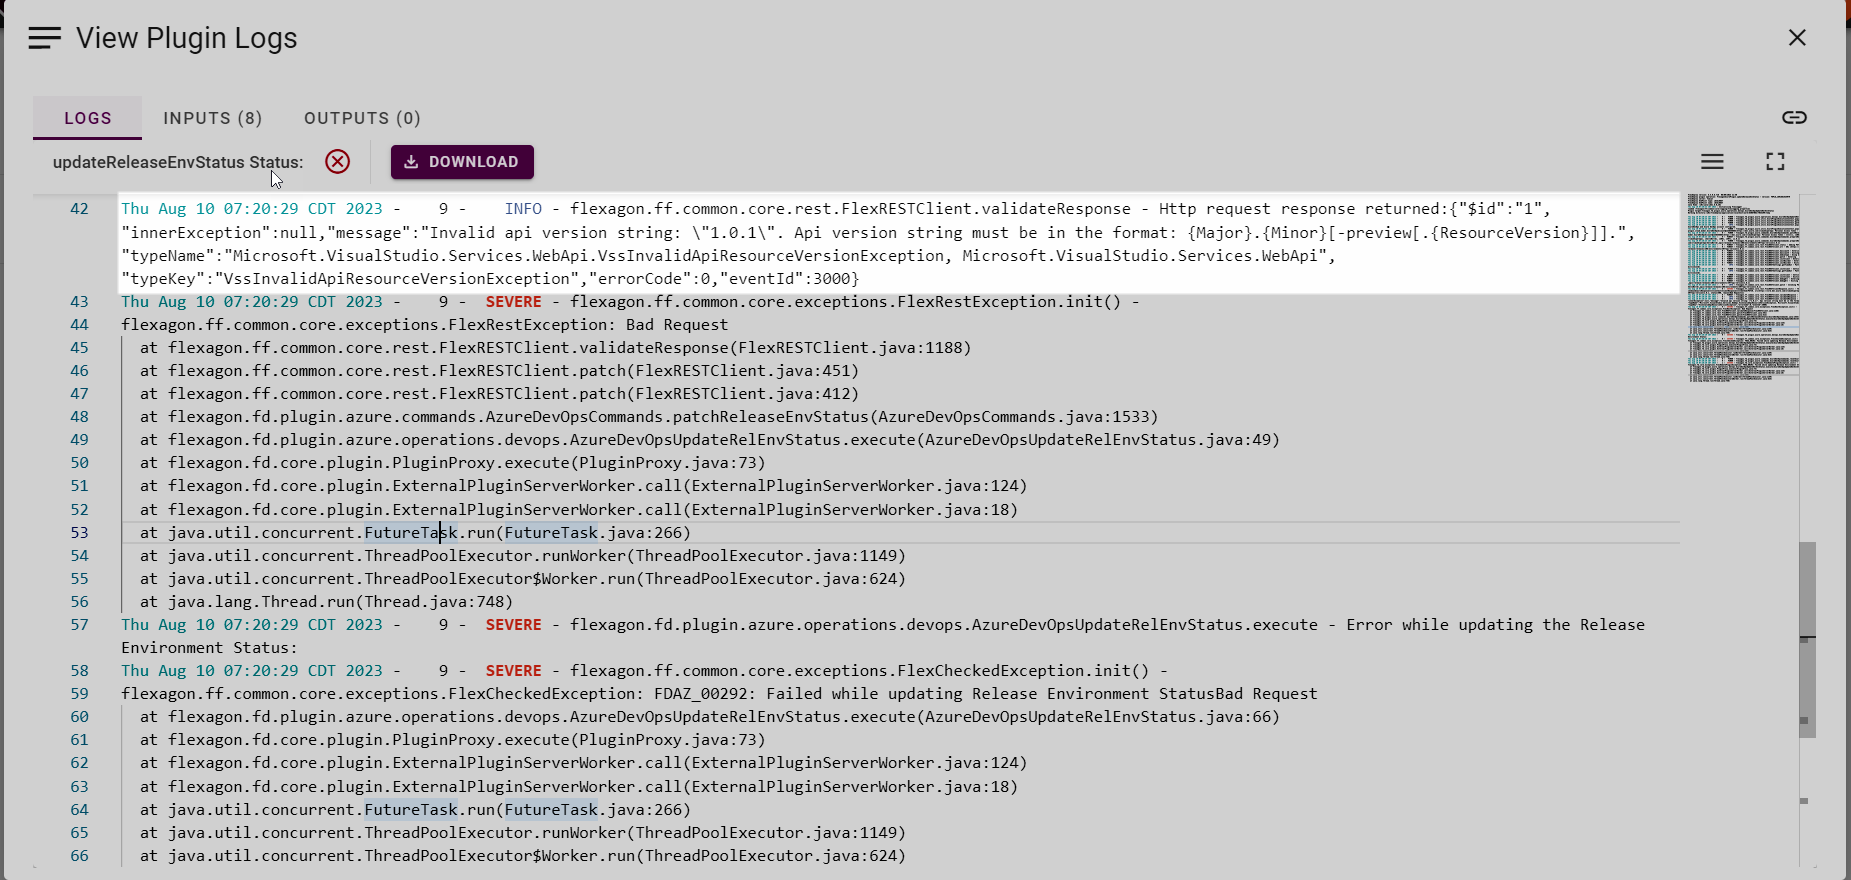 View Plugin Logs
LOGS
INPUTS (8)
OUTPUTS (0)
updateReleaseEnvStatus Status:
DOWNLOAD
42 Thu Aug 10 07:20:29 CDT 2023 -    9 -    INFO - flexagon.ff.common.core.rest.FlexRESTClient.validateResponse - Http request response returned:{"$id":"1",
"innerException":null,"message":"Invalid api version string: \"1.0.1\". Api version string must be in the format: {Major}.{Minor}[-preview[.{ResourceVersion}]].",
"typeName":"Microsoft.VisualStudio.Services.WebApi.VssInvalidApiResourceVersionException, Microsoft.VisualStudio.Services.WebApi",
"typeKey":"VssInvalidApiResourceVersionException","errorCode":0,"eventId":3000}
43 Thu Aug 10 07:20:29 CDT 2023 -    9 -  SEVERE - flexagon.ff.common.core.exceptions.FlexRestException.init() -
44 flexagon.ff.common.core.exceptions.FlexRestException: Bad Request
45   at flexagon.ff.common.core.rest.FlexRESTClient.validateResponse(FlexRESTClient.java:1188)
46   at flexagon.ff.common.core.rest.FlexRESTClient.patch(FlexRESTClient.java:451)
47   at flexagon.ff.common.core.rest.FlexRESTClient.patch(FlexRESTClient.java:412)
48   at flexagon.fd.plugin.azure.commands.AzureDevOpsCommands.patchReleaseEnvStatus(AzureDevOpsCommands.java:1533)
49   at flexagon.fd.plugin.azure.operations.devops.AzureDevOpsUpdateRelEnvStatus.execute(AzureDevOpsUpdateRelEnvStatus.java:49)
50   at flexagon.fd.core.plugin.PluginProxy.execute(PluginProxy.java:73)
51   at flexagon.fd.core.plugin.ExternalPluginServerWorker.call(ExternalPluginServerWorker.java:124)
52   at flexagon.fd.core.plugin.ExternalPluginServerWorker.call(ExternalPluginServerWorker.java:18)
53   at java.util.concurrent.FutureTask.run(FutureTask.java:266)
54   at java.util.concurrent.ThreadPoolExecutor.runWorker(ThreadPoolExecutor.java:1149)
55   at java.util.concurrent.ThreadPoolExecutor$Worker.run(ThreadPoolExecutor.java:624)
56   at java.lang.Thread.run(Thread.java:748)
57 Thu Aug 10 07:20:29 CDT 2023 -    9 -  SEVERE - flexagon.fd.plugin.azure.operations.devops.AzureDevOpsUpdateRelEnvStatus.execute - Error while updating the Release
Environment Status:
58 Thu Aug 10 07:20:29 CDT 2023 -    9 -  SEVERE - flexagon.ff.common.core.exceptions.FlexCheckedException.init() -
59 flexagon.ff.common.core.exceptions.FlexCheckedException: FDAZ_00292: Failed while updating Release Environment StatusBad Request
60   at flexagon.fd.plugin.azure.operations.devops.AzureDevOpsUpdateRelEnvStatus.execute(AzureDevOpsUpdateRelEnvStatus.java:66)
61   at flexagon.fd.core.plugin.PluginProxy.execute(PluginProxy.java:73)
62   at flexagon.fd.core.plugin.ExternalPluginServerWorker.call(ExternalPluginServerWorker.java:124)
63   at flexagon.fd.core.plugin.ExternalPluginServerWorker.call(ExternalPluginServerWorker.java:18)
64   at java.util.concurrent.FutureTask.run(FutureTask.java:266)
65   at java.util.concurrent.ThreadPoolExecutor.runWorker(ThreadPoolExecutor.java:1149)
66   at java.util.concurrent.ThreadPoolExecutor$Worker.run(ThreadPoolExecutor.java:624)